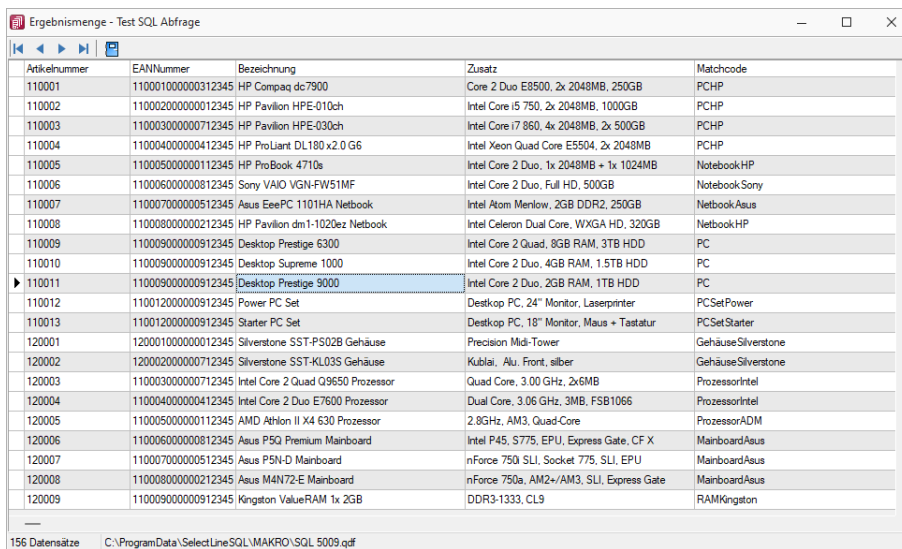 Ergebnismenge - Test SQL Abfrage
Artikelnummer EANNummer Bezeichnung Zusatz Matchcode
110001 110001000000312345 HP Compaq dc7900 Core 2 Duo E8500, 2x 2048MB, 250GB PCHP
110002 110002000000012345 HP Pavilion HPE-010ch Intel Core i5 750, 2x 2048MB, 1000GB PCHP
110003 110003000000712345 HP Pavilion HPE-030ch Intel Core i7 860, 4x 2048MB, 2x 500GB PCHP
110004 110004000000412345 HP ProLiant DL180 x2.0 G6 Intel Xeon Quad Core E5504, 2x 2048MB PCHP
110005 110005000000112345 HP ProBook 4710s Intel Core 2 Duo, 1x 2048MB + 1x 1024MB NotebookHP
110006 110006000000812345 Sony VAIO VGN-FW51MF Intel Core 2 Duo, Full HD, 500GB NotebookSony
110007 110007000000512345 Asus EeePC 1101HA Netbook Intel Atom Menlow, 2GB DDR2, 250GB NetbookAsus
110008 110008000000212345 HP Pavilion dm1-1020ez Netbook Intel Celeron Dual Core, WXGA HD, 320GB NetbookHP
110009 110009000000912345 Desktop Prestige 6300 Intel Core 2 Quad, 8GB RAM, 3TB HDD PC
110010 110009000000912345 Desktop Supreme 1000 Intel Core 2 Duo, 4GB RAM, 1.5TB HDD PC
110011 110009000000912345 Desktop Prestige 9000 Intel Core 2 Duo, 2GB RAM, 1TB HDD PC
110012 110012000000912345 Power PC Set Destkop PC, 24" Monitor, Laserprinter PCSetPower
110013 110012000000912345 Starter PC Set Destkop PC, 18" Monitor, Maus + Tastatur PCSetStarter
120001 120001000000012345 Silverstone SST-PS02B Gehäuse Precision Midi-Tower GehäuseSilverstone
120002 120002000000712345 Silverstone SST-KL03S Gehäuse Kublai, Alu. Front, silber GehäuseSilverstone
120003 110003000000712345 Intel Core 2 Quad Q9650 Prozessor Quad Core, 3.00 GHz, 2x6MB ProzessorIntel
120004 110004000000412345 Intel Core 2 Duo E7600 Prozessor Dual Core, 3.06 GHz, 3MB, FSB1066 ProzessorIntel
120005 110005000000112345 AMD Athlon II X4 630 Prozessor 2.8GHz, AM3, Quad-Core ProzessorADM
120006 110006000000812345 Asus P5Q Premium Mainboard Intel P45, S775, EPU, Express Gate, CF X MainboardAsus
120007 110007000000512345 Asus P5N-D Mainboard nForce 750i SLI, Socket 775, SLI, EPU MainboardAsus
120008 110008000000212345 Asus M4N72-E Mainboard nForce 750a, AM2+/AM3, SLI, Express Gate MainboardAsus
120009 110009000000912345 Kingston ValueRAM 1x 2GB DDR3-1333, CL9 RAMKingston
156 Datensätze C:\ProgramData\SelectLineSQL\MAKRO\SQL 5009.qdf